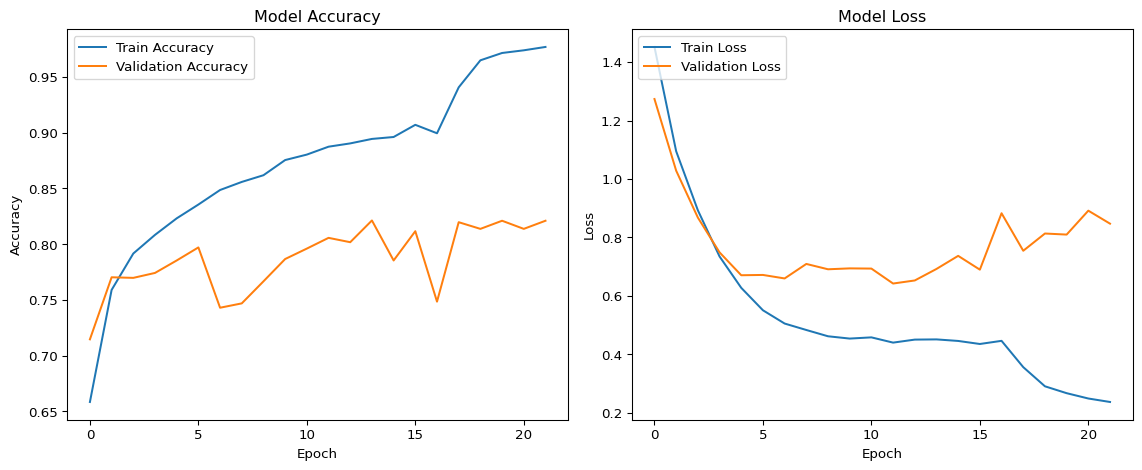 Model Accuracy
Train Accuracy
Validation Accuracy
0.95
0.90
0.85
0.80
0.75
0.70
0.65
Accuracy
0
5
10
15
20
Epoch
Model Loss
Train Loss
Validation Loss
1.4
1.2
1.0
0.8
0.6
0.4
0.2
Loss
0
5
10
15
20
Epoch